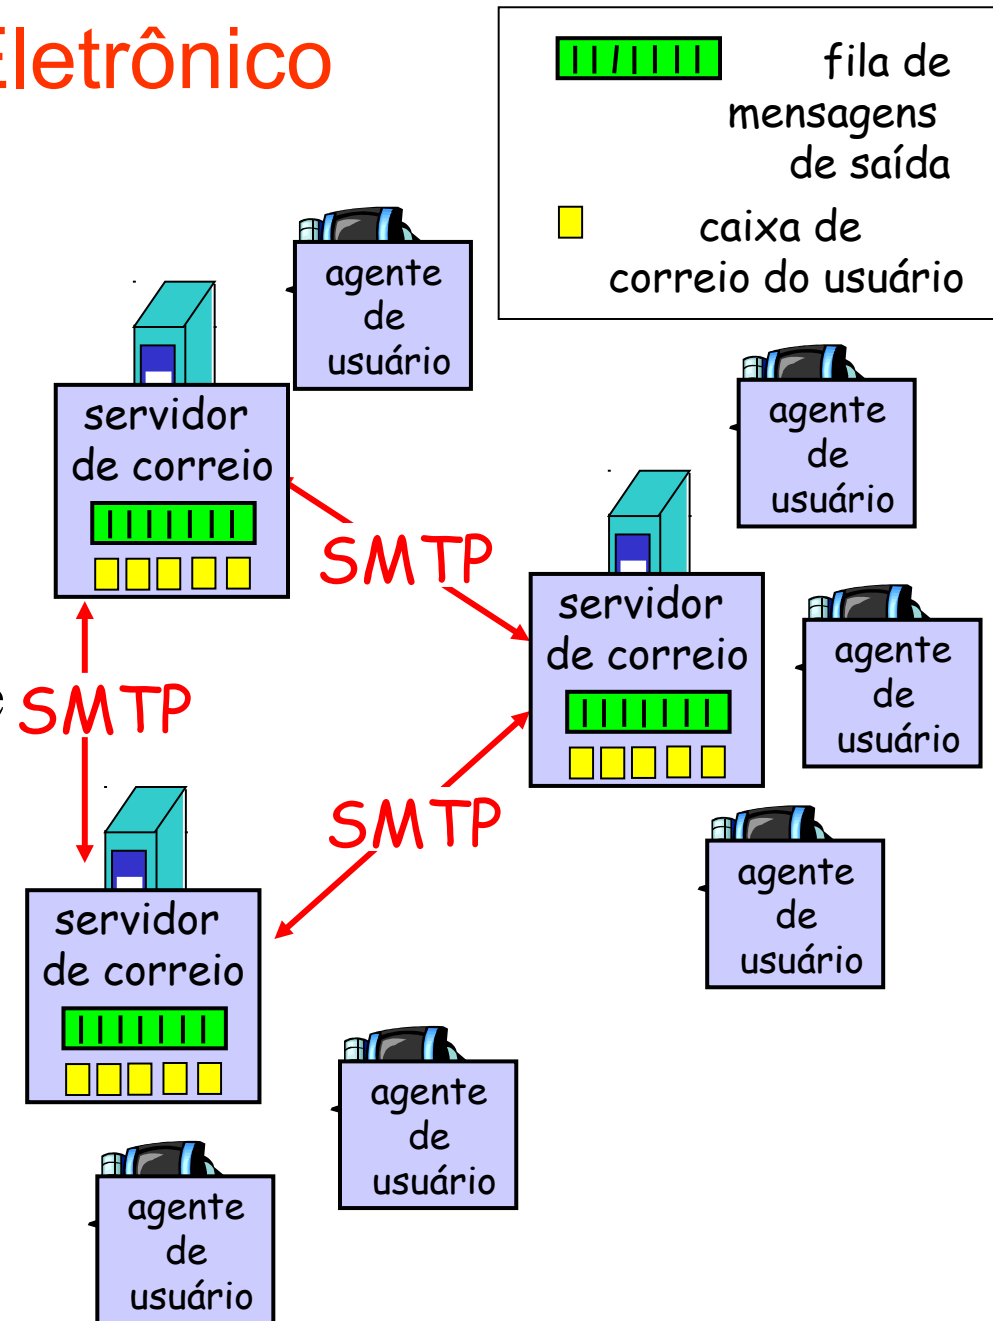 Eletrônico
fila de
mensagens
de saída
caixa de
correio do usuário
agente
de
usuário
servidor
de correio
agente
de
usuário
SMTP
servidor
de correio
agente
de
usuário
SMTP
SMTP
agente
de
usuário
servidor
de correio
agente
de
usuário
agente
de
usuário